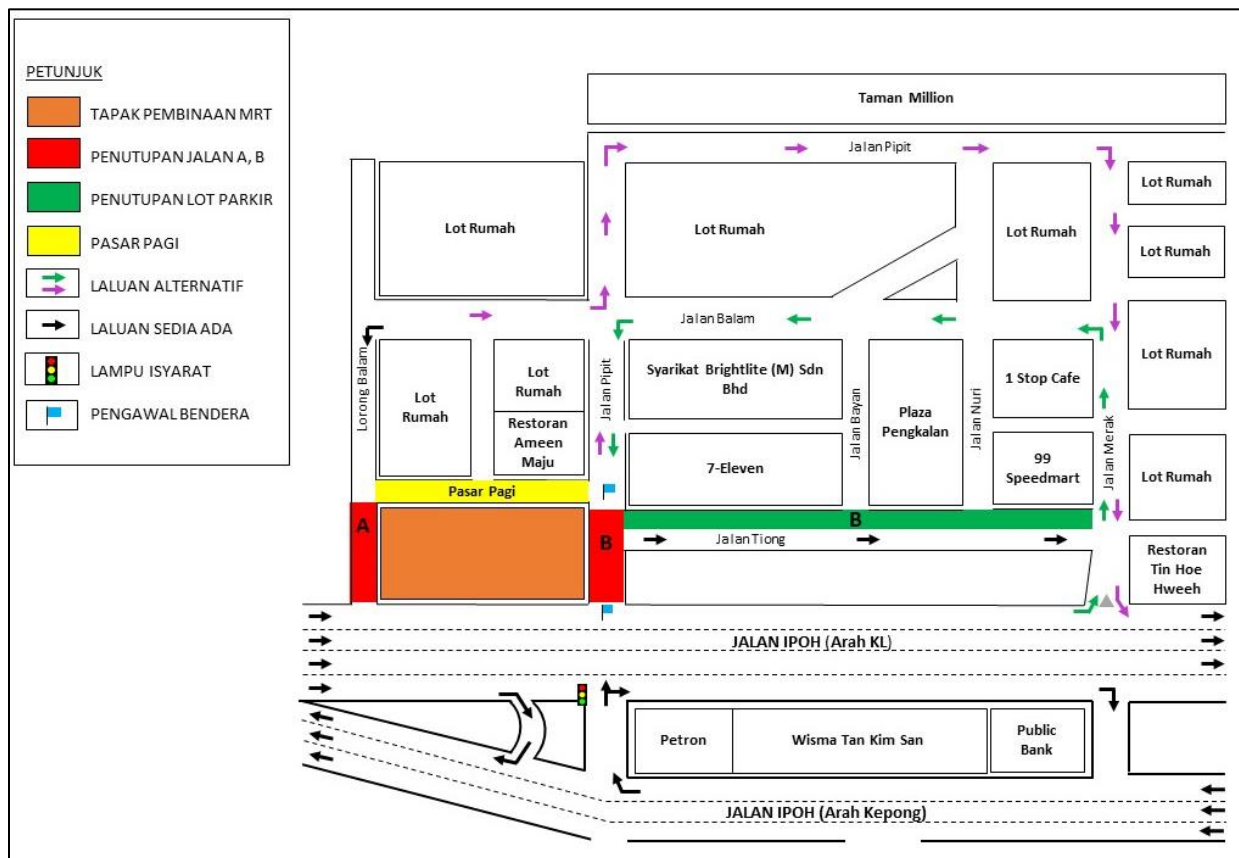 PETUNJUK
TAPAK PEMBINAAN MRT
PENUTUPAN JALAN A, B
PENUTUPAN LOT PARKIR
PASAR PAGI
LALUAN ALTERNATIF
LALUAN SEDIA ADA
LAMPU ISYARAT
PENGAWAL BENDERA
Taman Million
Jalan Pipit
Lot Rumah
Lot Rumah
Lot Rumah
Lot Rumah
Lot Rumah
Jalan Balam
Lorong Balam
Lot
Rumah
Lot
Rumah
Restoran
Ameen
Maju
Jalan Pipit
Syarikat Brightlite (M) Sdn
Bhd
7-Eleven
Jalan Bayan
Plaza
Pengkalan
Jalan Nuri
1 Stop Cafe
99
Speedmart
Jalan Merak
Lot Rumah
Lot Rumah
Pasar Pagi
A
B
B
Jalan Tiong
Restoran
Tin Hoe
Hweeh
JALAN IPOH (Arah KL)
Petron
Wisma Tan Kim San
Public
Bank
JALAN IPOH (Arah Kepong)